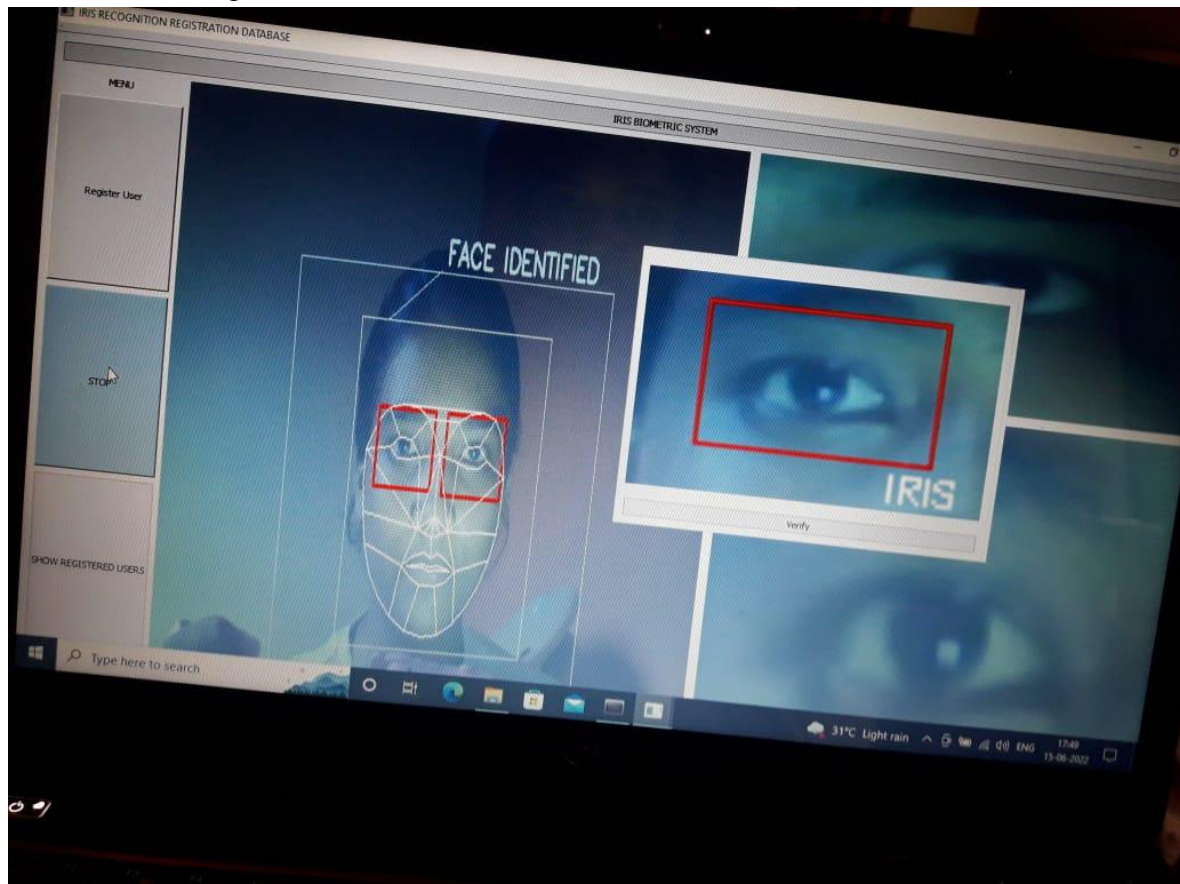 IRIS RECOGNITION REGISTRATION DATABASE
MENU
IRIS BIOMETRIC SYSTEM
Register User
FACE IDENTIFIED
STOP
IRIS
Verify
SHOW REGISTERED USERS
Type here to search
31°C Light rain
ENG
17:49
15-06-2022